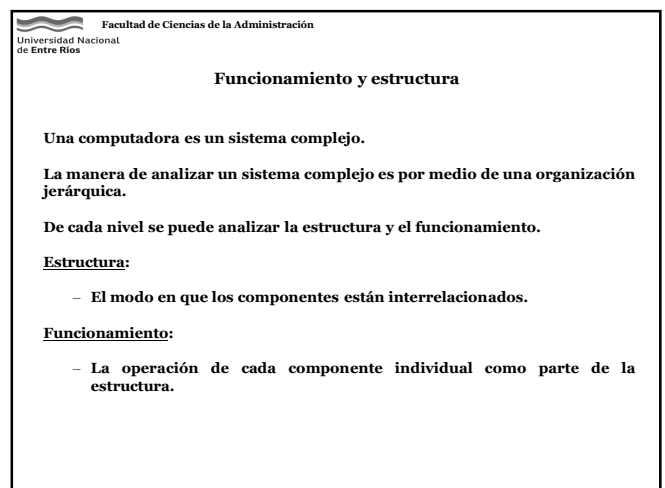 Facultad de Ciencias de la Administración
Universidad Nacional
de Entre Ríos
Funcionamiento y estructura
Una computadora es un sistema complejo.
La manera de analizar un sistema complejo es por medio de una organización
jerárquica.
De cada nivel se puede analizar la estructura y el funcionamiento.
Estructura:
– El modo en que los componentes están interrelacionados.
Funcionamiento:
– La operación de cada componente individual como parte de la
estructura.